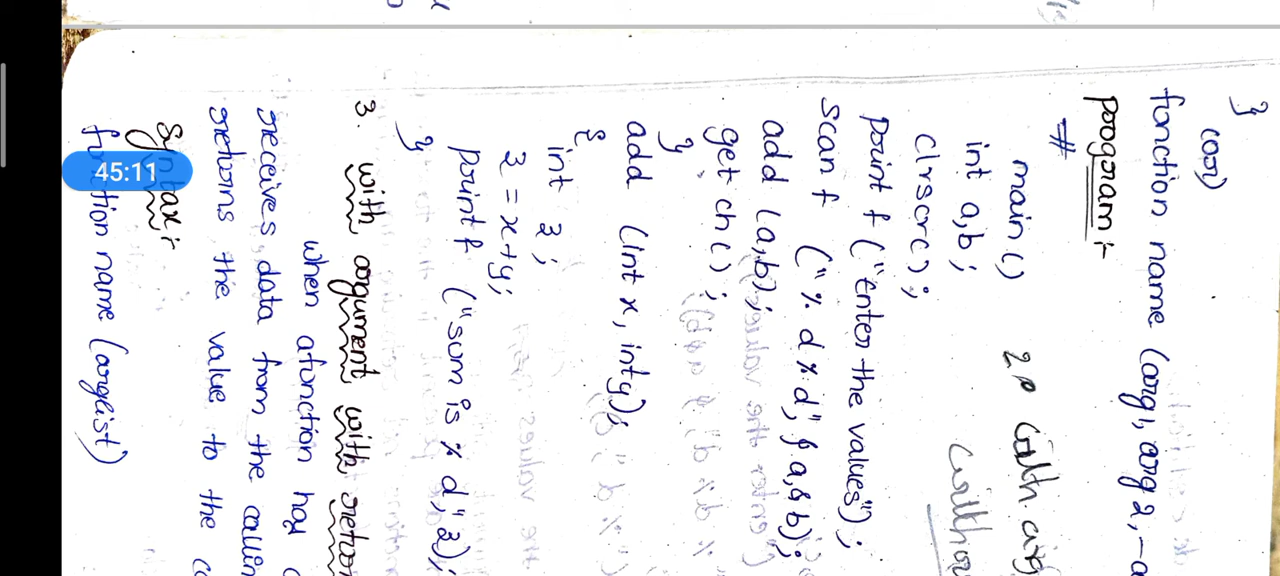 }
(or)
function name (arg1, arg2, -a
program :-
#
main() 2) with arg
int a,b;
clrscr();
printf ("Enter the values");
scanf ("% d % d", & a,& b);
add (a,b);
getch();
}
add (int x, int y);
{
int z;
z = x+y;
printf ("sum is % d", z);
}
3. with argument with return
when a function has
receives data from the callin
returns the value to the c
Syntax :-
function name (arglist)
45:11